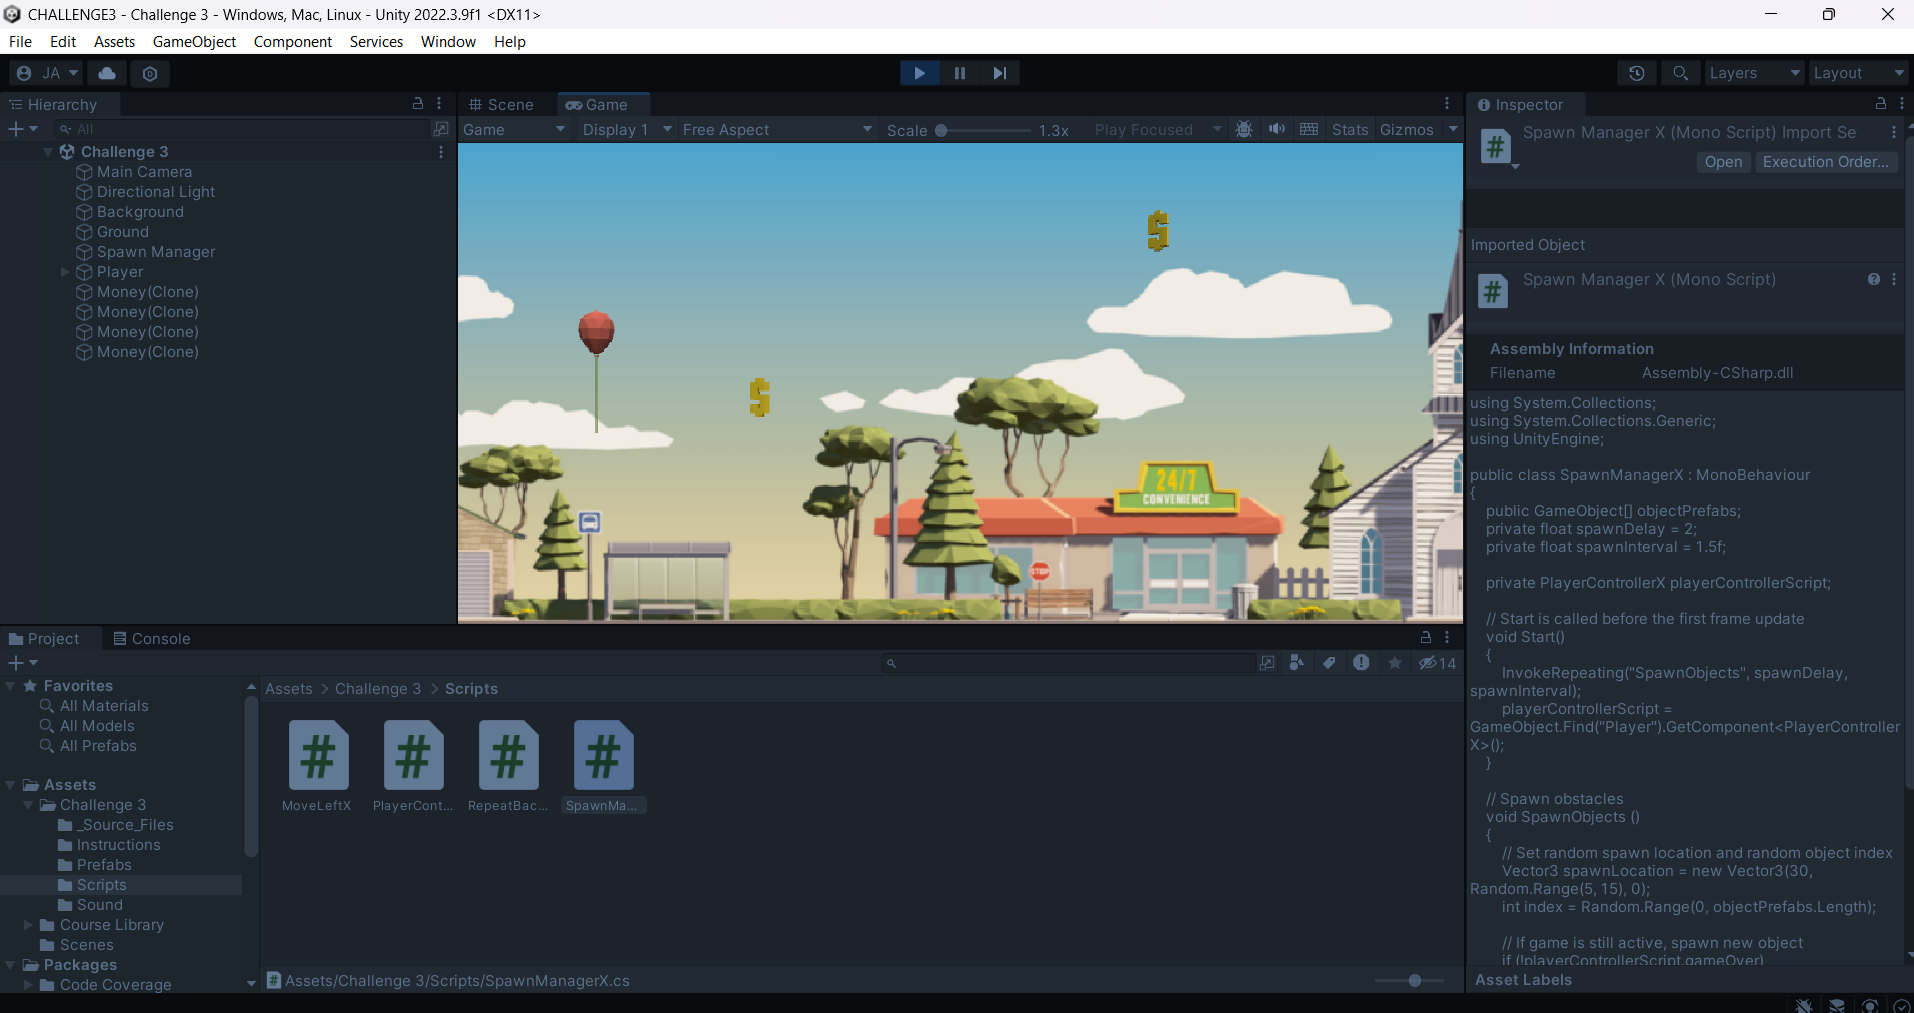 CHALLENGE3 - Challenge 3 - Windows, Mac, Linux - Unity 2022.3.9f1 <DX11>
File Edit Assets GameObject Component Services Window Help
JA
Layers
Layout
Hierarchy
All
Challenge 3
Main Camera
Directional Light
Background
Ground
Spawn Manager
Player
Money(Clone)
Money(Clone)
Money(Clone)
Money(Clone)
Scene Game
Game Display 1 Free Aspect Scale 1.3x Play Focused Stats Gizmos
$
$
24/7
CONVENIENCE
STOP
Inspector
Spawn Manager X (Mono Script) Import Se
Open Execution Order...
Imported Object
Spawn Manager X (Mono Script)
Assembly Information
Filename Assembly-CSharp.dll
using System.Collections;
using System.Collections.Generic;
using UnityEngine;
public class SpawnManagerX : MonoBehaviour
{
public GameObject[] objectPrefabs;
private float spawnDelay = 2;
private float spawnInterval = 1.5f;
private PlayerControllerX playerControllerScript;
// Start is called before the first frame update
void Start()
{
InvokeRepeating("SpawnObjects", spawnDelay,
spawnInterval);
playerControllerScript =
GameObject.Find("Player").GetComponent<PlayerController
X>();
}
// Spawn obstacles
void SpawnObjects ()
{
// Set random spawn location and random object index
Vector3 spawnLocation = new Vector3(30,
Random.Range(5, 15), 0);
int index = Random.Range(0, objectPrefabs.Length);
// If game is still active, spawn new object
if (!playerControllerScript.gameOver)
Asset Labels
Project Console
14
Favorites
All Materials
All Models
All Prefabs
Assets
Challenge 3
_Source_Files
Instructions
Prefabs
Scripts
Sound
Course Library
Scenes
Packages
Code Coverage
Assets > Challenge 3 > Scripts
MoveLeftX PlayerCont... RepeatBac... SpawnMa...
Assets/Challenge 3/Scripts/SpawnManagerX.cs